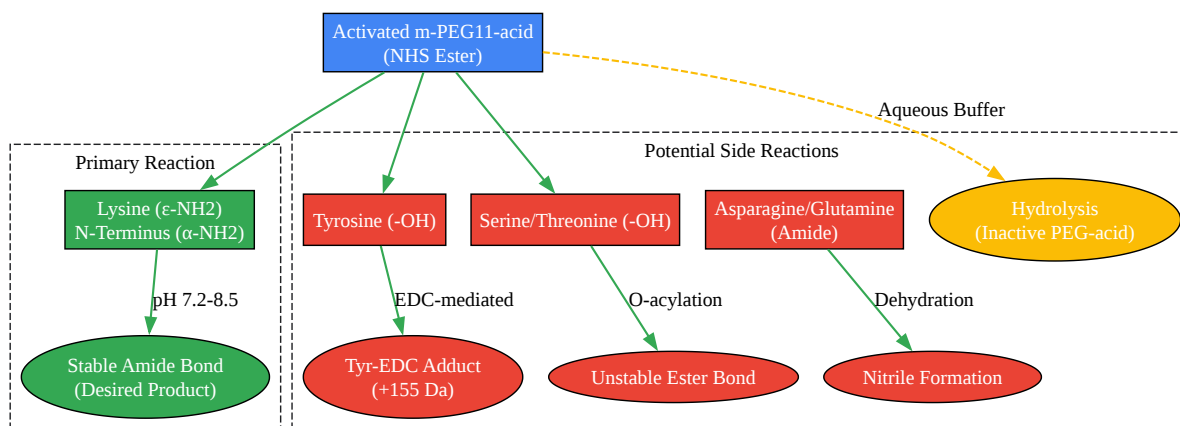 Activated m-PEG11-acid
(NHS Ester)
Aqueous Buffer
Primary Reaction
Potential Side Reactions
Lysine (ε-NH2)
N-Terminus (α-NH2)
Tyrosine (-OH)
Serine/Threonine (-OH)
Asparagine/Glutamine
(Amide)
Hydrolysis
(Inactive PEG-acid)
pH 7.2-8.5
EDC-mediated
O-acylation
Dehydration
Stable Amide Bond
(Desired Product)
Tyr-EDC Adduct
(+155 Da)
Unstable Ester Bond
Nitrile Formation